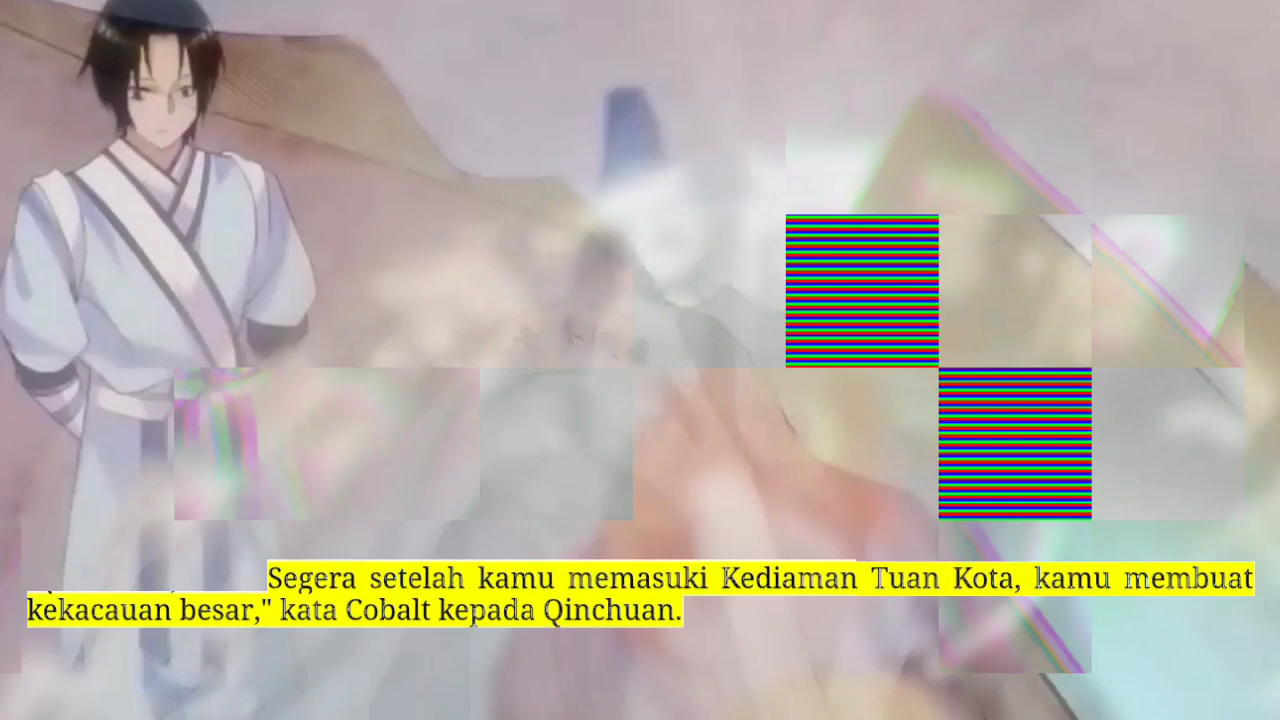 Segera setelah kamu memasuki Kediaman Tuan Kota, kamu membuat
kekacauan besar," kata Cobalt kepada Qinchuan.